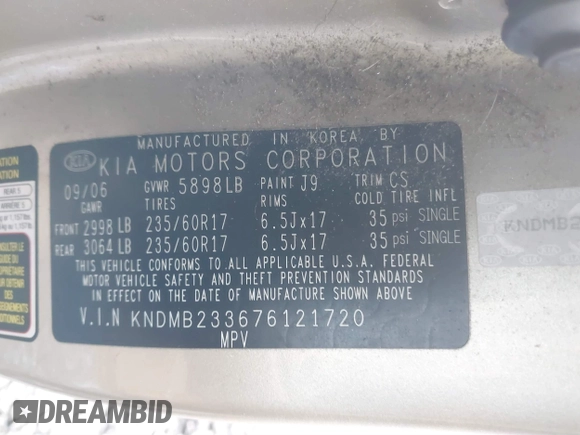 MANUFACTURED IN KOREA BY
KIA KIA MOTORS CORPORATION
09/06 GVWR 5898LB PAINT J9 TRIM CS
GAWR TIRES RIMS COLD TIRE INFL
FRONT 2998 LB 235/60R17 6.5Jx17 35 psi SINGLE
REAR 3064 LB 235/60R17 6.5Jx17 35 psi SINGLE
THIS VEHICLE CONFORMS TO ALL APPLICABLE U.S.A. FEDERAL
MOTOR VEHICLE SAFETY AND THEFT PREVENTION STANDARDS
IN EFFECT ON THE DATE OF MANUFACTURE SHOWN ABOVE
V.I.N KNDMB233676121720
MPV
KNDMB2
REAR 5
DREAMBID